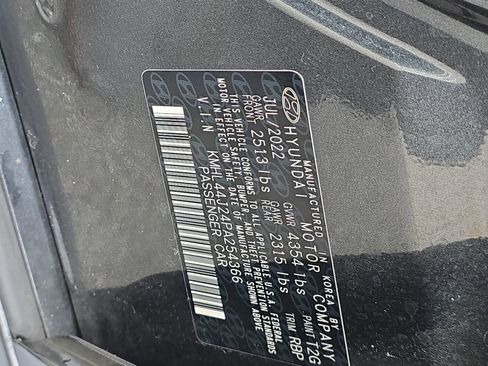 MANUFACTURED IN KOREA BY
HYUNDAI MOTOR COMPANY
JUL/2022 GVWR 4354 lbs PAINT T2G
GAWR FRONT 2513 lbs GAWR REAR 2315 lbs TRIM RBP
THIS VEHICLE CONFORMS TO ALL APPLICABLE U.S.A. FEDERAL
MOTOR VEHICLE SAFETY, BUMPER, AND THEFT PREVENTION
STANDARDS IN EFFECT ON THE DATE OF MANUFACTURE SHOWN ABOVE
V.I.N KMHL44J24PA254366
PASSENGER CAR